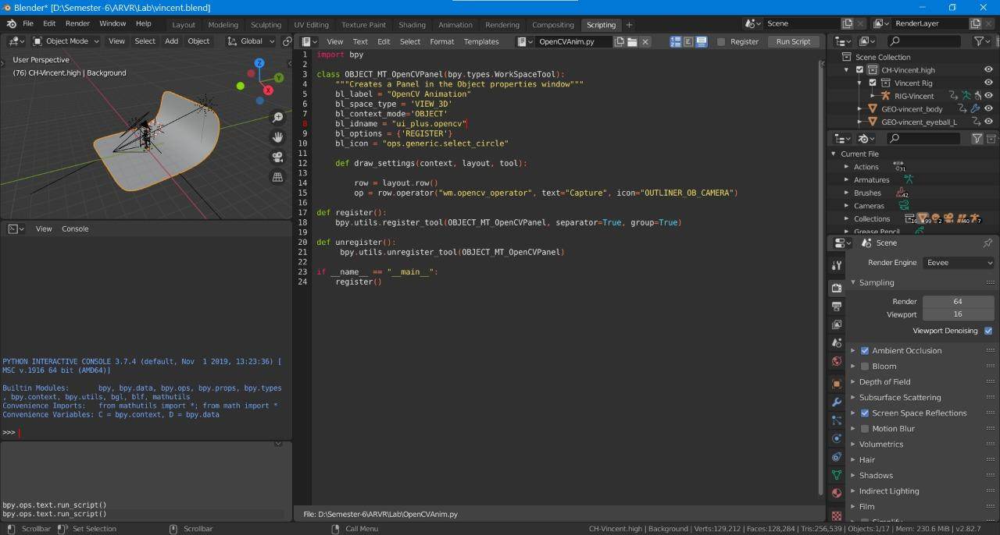 Blender* [D:\Semester-6\ARVR\Lab\vincent.blend]
File Edit Render Window Help Layout Modeling Sculpting UV Editing Texture Paint Shading Animation Rendering Compositing Scripting + Scene RenderLayer
Object Mode View Select Add Object Global
User Perspective
(76) CH-Vincent.high | Background
Z
Y
X
View Console
PYTHON INTERACTIVE CONSOLE 3.7.4 (default, Nov  1 2019, 13:23:36) [
MSC v.1916 64 bit (AMD64)]
Builtin Modules:       bpy, bpy.data, bpy.ops, bpy.props, bpy.types
, bpy.context, bpy.utils, bgl, blf, mathutils
Convenience Imports:   from mathutils import *; from math import *
Convenience Variables: C = bpy.context, D = bpy.data
>>>
bpy.ops.text.run_script()
bpy.ops.text.run_script()
View Text Edit Select Format Templates OpenCVAnim.py Register Run Script
1 import bpy
2
3 class OBJECT_MT_OpenCVPanel(bpy.types.WorkSpaceTool):
4     """Creates a Panel in the Object properties window"""
5     bl_label = "OpenCV Animation"
6     bl_space_type = 'VIEW_3D'
7     bl_context_mode='OBJECT'
8     bl_idname = "ui_plus.opencv"
9     bl_options = {'REGISTER'}
10     bl_icon = "ops.generic.select_circle"
11
12     def draw_settings(context, layout, tool):
13
14         row = layout.row()
15         op = row.operator("wm.opencv_operator", text="Capture", icon="OUTLINER_OB_CAMERA")
16
17 def register():
18     bpy.utils.register_tool(OBJECT_MT_OpenCVPanel, separator=True, group=True)
19
20 def unregister():
21      bpy.utils.unregister_tool(OBJECT_MT_OpenCVPanel)
22
23 if __name__ == "__main__":
24     register()
File: D:\Semester-6\ARVR\Lab\OpenCVAnim.py
Scene Collection
CH-Vincent.high
Vincent Rig
RIG-Vincent
GEO-vincent_body
GEO-vincent_eyeball_L
Current File
Actions 31
Armatures
Brushes 42
Cameras
Collections 16 99 2 40 7
Grease Pencil
Scene
Render Engine Eevee
Sampling
Render 64
Viewport 16
Viewport Denoising
Ambient Occlusion
Bloom
Depth of Field
Subsurface Scattering
Screen Space Reflections
Motion Blur
Volumetrics
Hair
Shadows
Indirect Lighting
Film
Simplify
Scrollbar Set Selection Scrollbar Call Menu CH-Vincent.high | Background | Verts:129,212 | Faces:128,284 | Tris:256,539 | Objects:1/17 | Mem: 230.6 MiB | v2.82.7